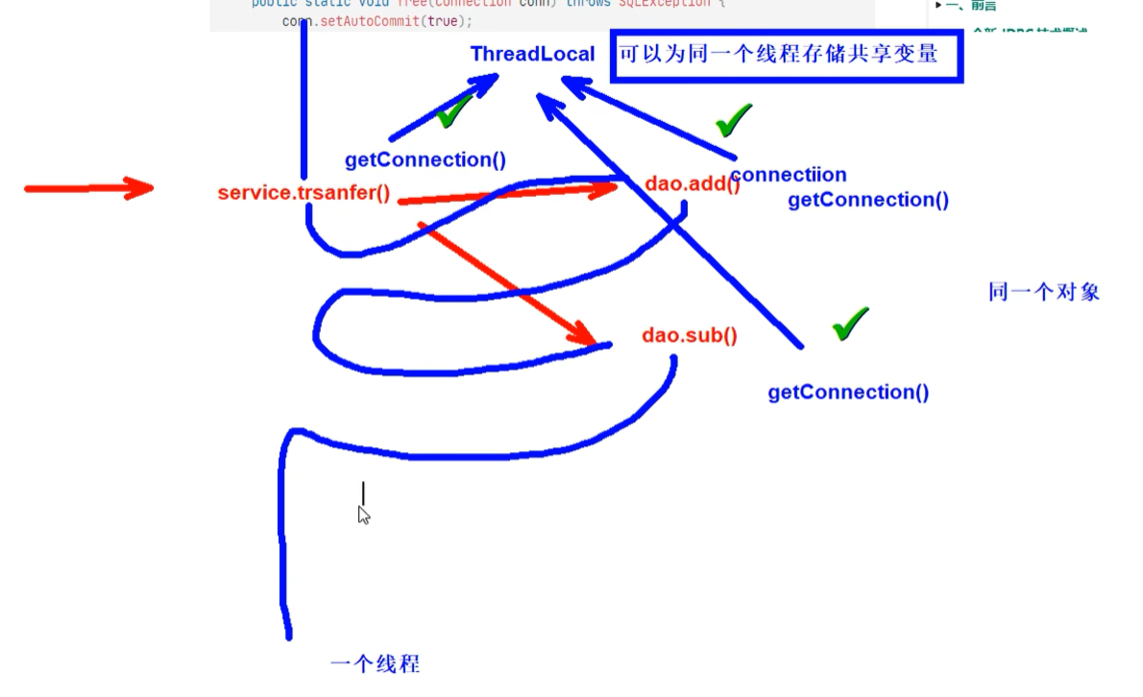 public static void free(Connection conn) throws SQLException {
conn.setAutoCommit(true);
一、前言
ThreadLocal
可以为同一个线程存储共享变量
getConnection()
service.trsanfer()
dao.add()
connectiion
getConnection()
同一个对象
dao.sub()
getConnection()
一个线程